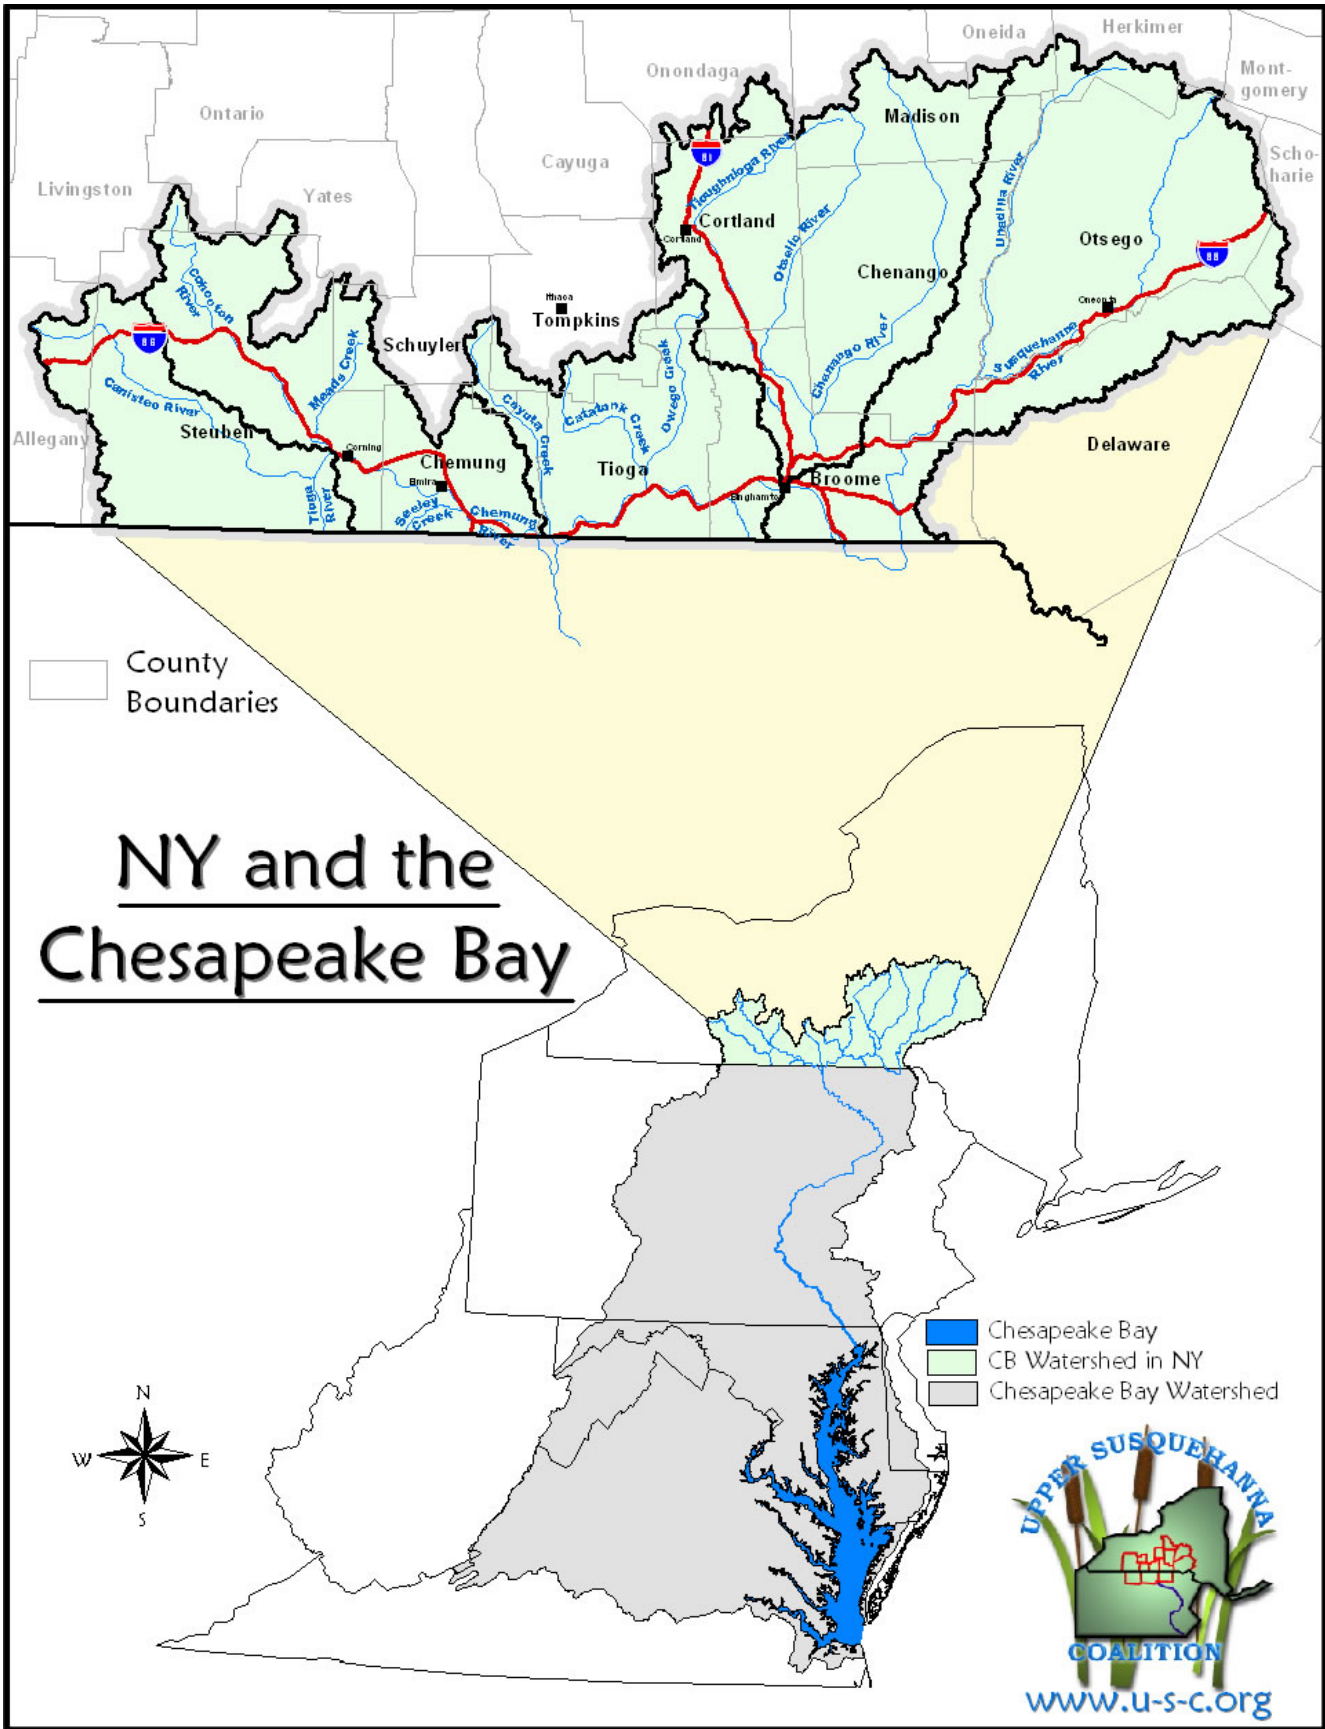 Oneida
Herkimer
Onondaga
Mont-
gomery
Ontario
Madison
Cayuga
81
Tioughnioga River
Scho-
harie
Livingston
Yates
Unadilla River
Cortland
Cortland
Otselic River
Otsego
88
Chenango
Cohocton
River
Ithaca
Tompkins
Oneonta
86
Schuyler
Meads Creek
Owego Creek
Chanango River
Susquehanna
River
Canisteo River
Cayuta Creek
Catatonk Creek
Allegany
Steuben
Corning
Delaware
Chemung
Tioga
Elmira
Broome
Binghamton
Tioga
River
Seeley
Creek
Chemung
River
County
Boundaries
NY and the
Chesapeake Bay
Chesapeake Bay
CB Watershed in NY
Chesapeake Bay Watershed
N
W
E
S
UPPER SUSQUEHANNA
COALITION
www.u-s-c.org